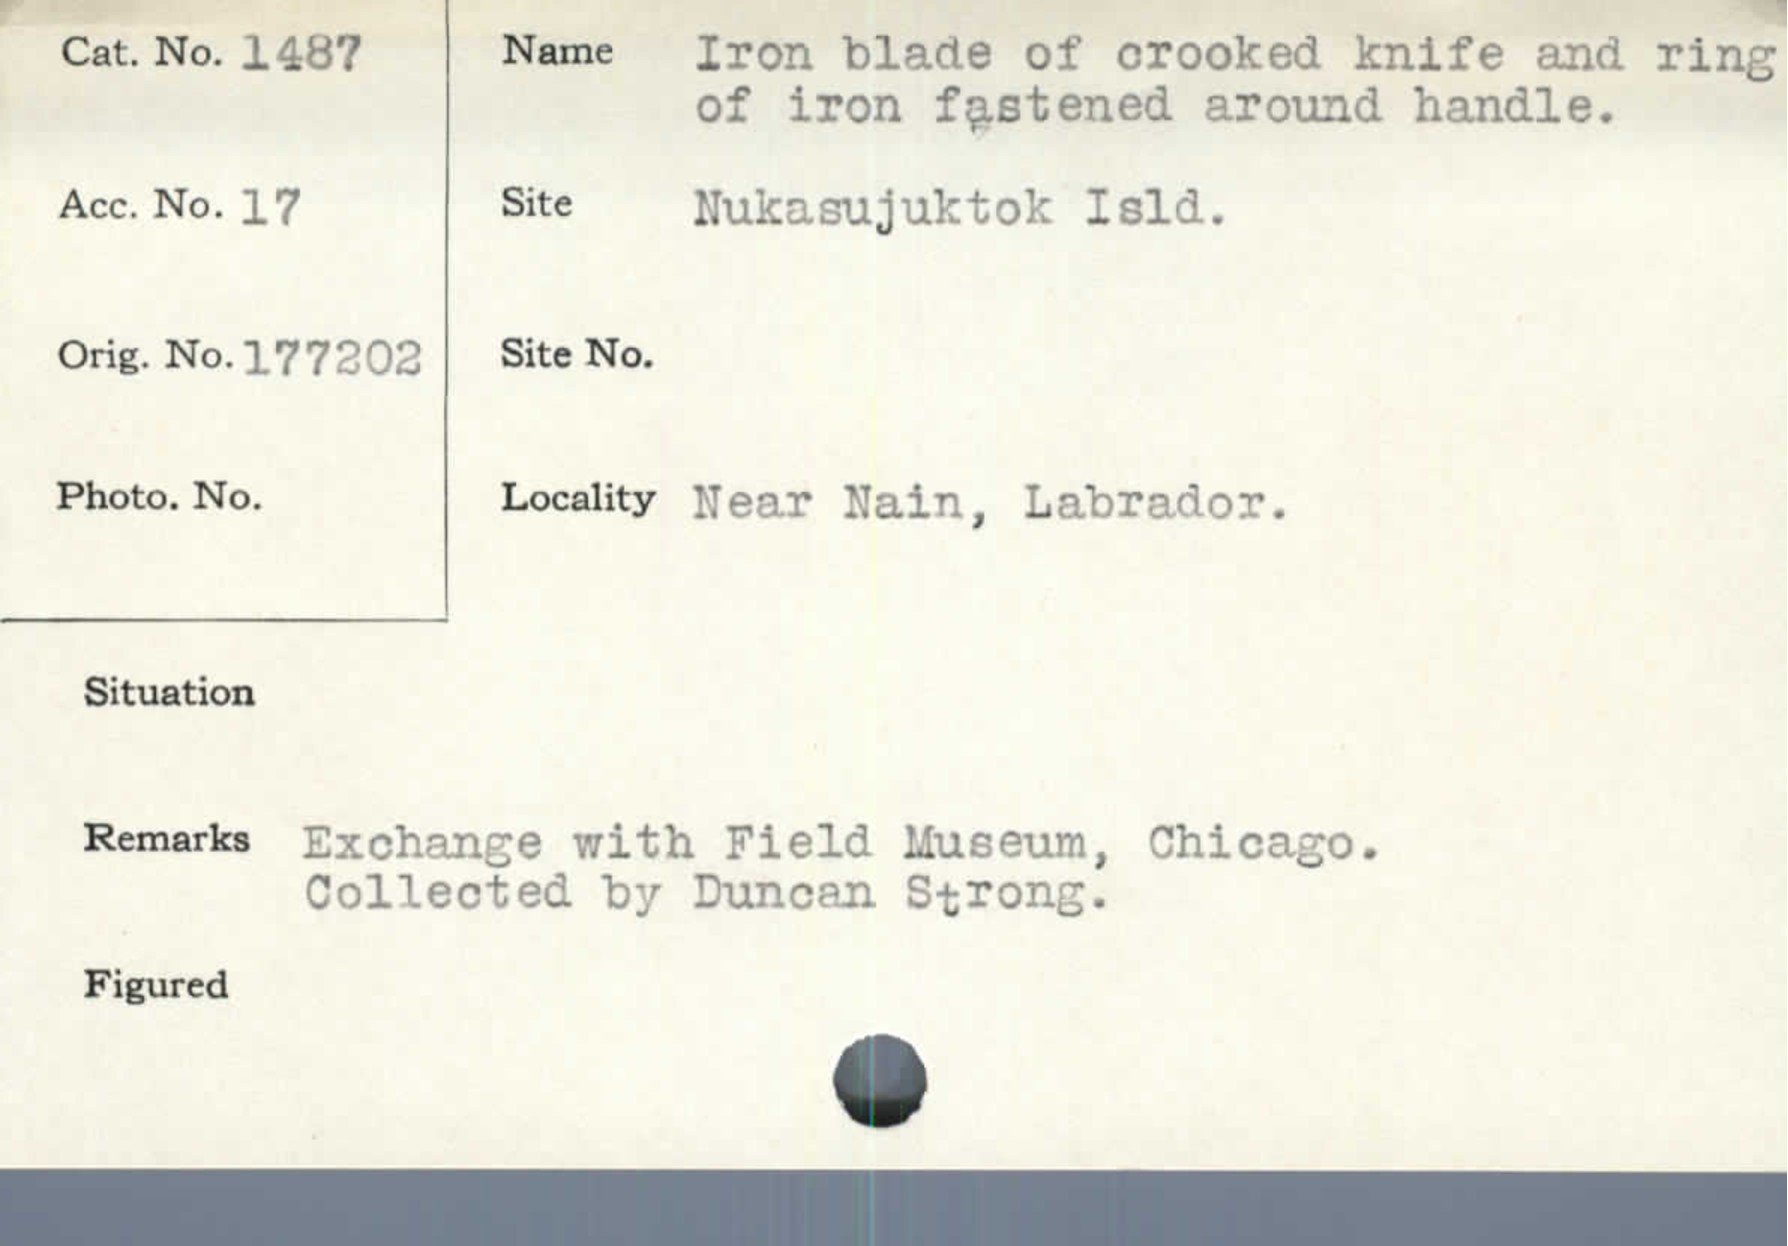 Cat. No. 1487
Name Iron blade of crooked knife and ring
of iron fastened around handle.
Acc. No. 17
Site Nukasujuktok Isld.
Orig. No. 177202
Site No.
Photo. No.
Locality Near Nain, Labrador.
Situation
Remarks Exchange with Field Museum, Chicago.
Collected by Duncan Strong.
Figured